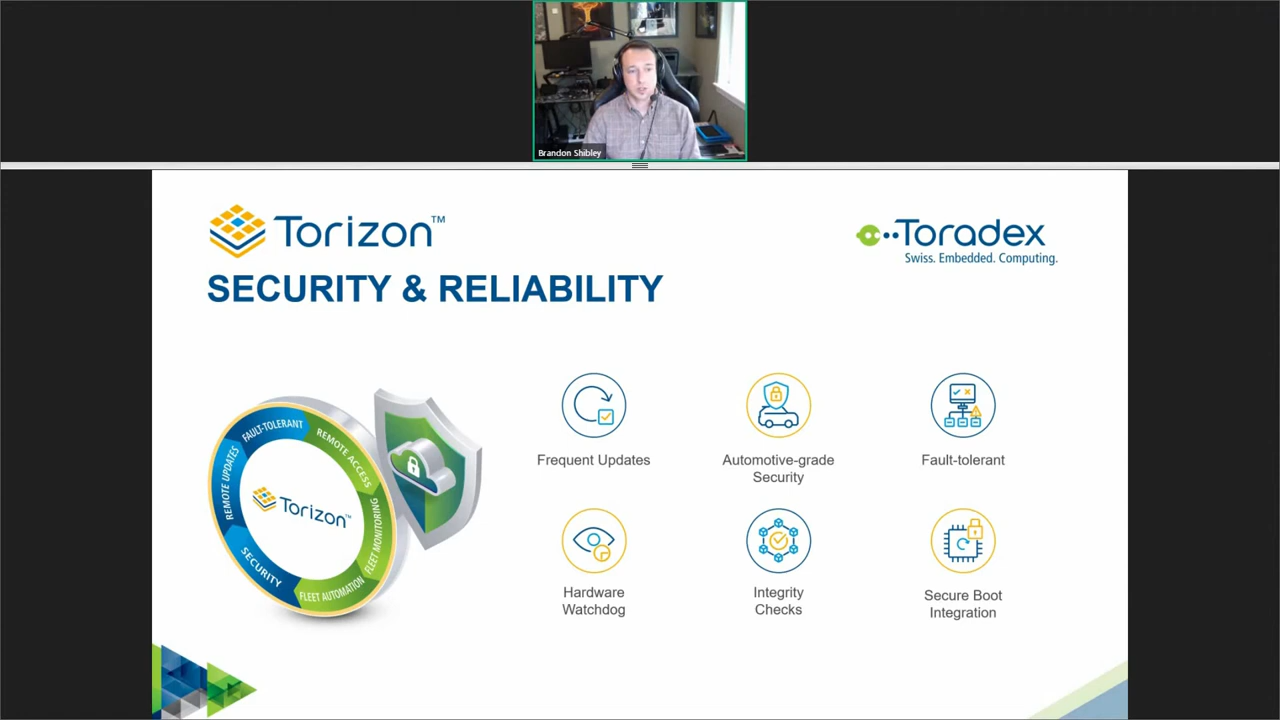 Brandon Shibley
Torizon™
Toradex
Swiss. Embedded. Computing.
SECURITY & RELIABILITY
FAULT-TOLERANT
REMOTE ACCESS
FLEET MONITORING
FLEET AUTOMATION
SECURITY
REMOTE UPDATES
Torizon™
Frequent Updates
Automotive-grade
Security
Fault-tolerant
Hardware
Watchdog
Integrity
Checks
Secure Boot
Integration